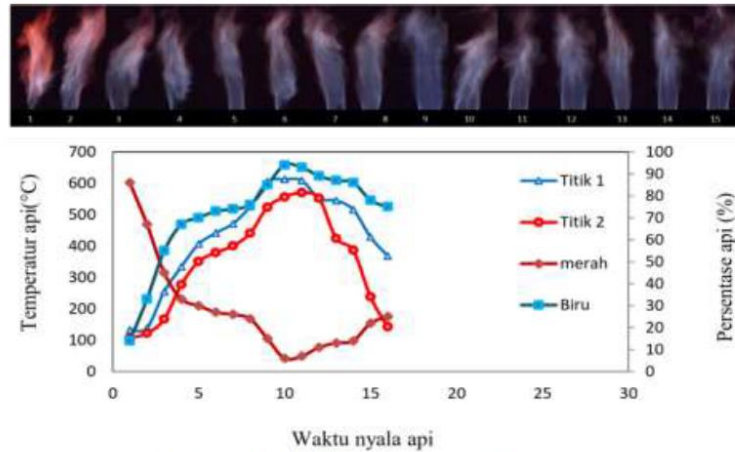 1 2 3 4 5 6 7 8 9 10 11 12 13 14 15
Temperatur api(°C)
700
600
500
400
300
200
100
0
0 5 10 15 20 25 30
Waktu nyala api
100
90
80
70
60
50
40
30
20
10
0
Persentase api (%)
Titik 1
Titik 2
merah
Biru